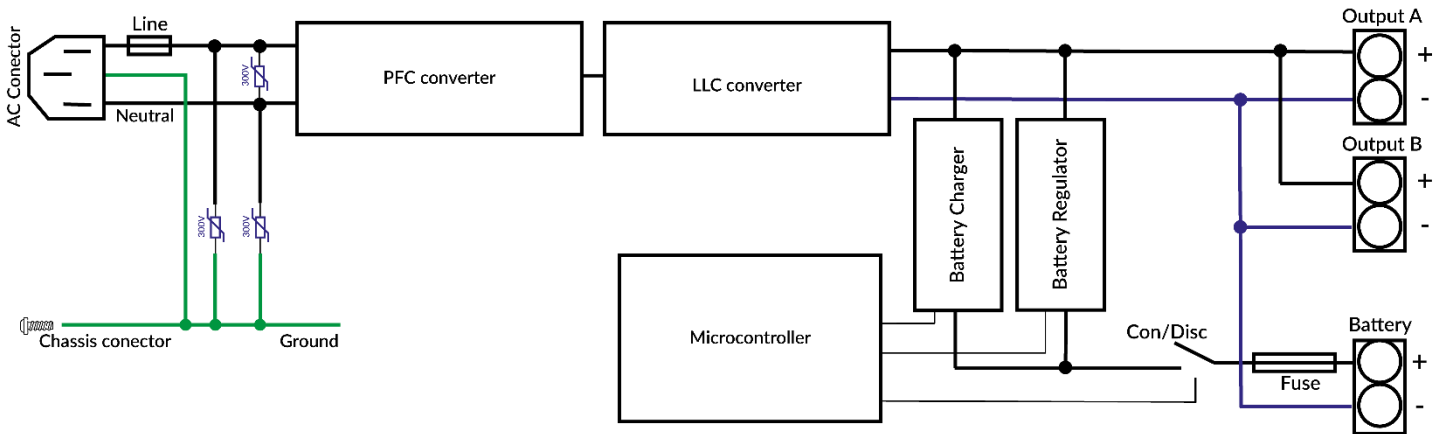 Line
AC Conector
Neutral
300V
300V
300V
Chassis conector
Ground
PFC converter
LLC converter
Battery Charger
Battery Regulator
Microcontroller
Con/Disc
Fuse
Output A
+
-
Output B
+
-
Battery
+
-